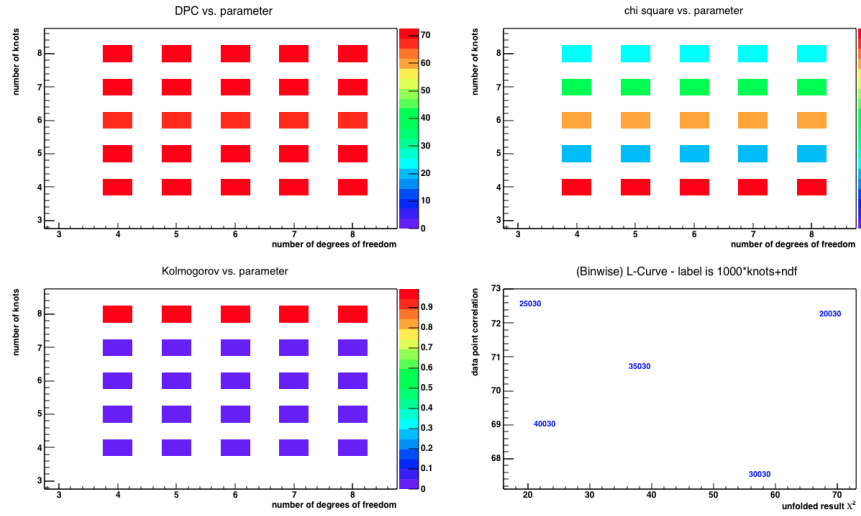 DPC vs. parameter
number of knots
8
7
6
5
4
3
3 4 5 6 7 8
number of degrees of freedom
70
60
50
40
30
20
10
0
chi square vs. parameter
number of knots
8
7
6
5
4
3
3 4 5 6 7 8
number of degrees of freedom
Kolmogorov vs. parameter
number of knots
8
7
6
5
4
3
3 4 5 6 7 8
number of degrees of freedom
0.9
0.8
0.7
0.6
0.5
0.4
0.3
0.2
0.1
0
(Binwise) L-Curve - label is 1000*knots+ndf
data point correlation
73
72
71
70
69
68
25030
20030
35030
40030
30030
20 30 40 50 60 70
unfolded result χ²